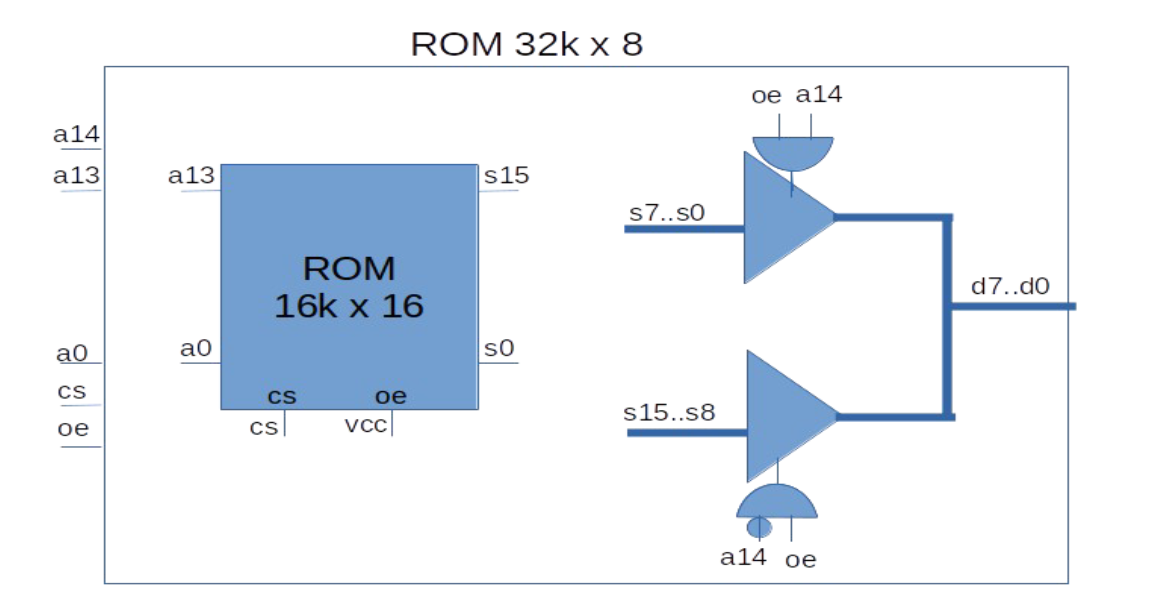 ROM 32k x 8
oe a14
a14
a13
a13
s15
s7..s0
ROM
16k x 16
d7..d0
a0
a0
s0
cs
cs
oe
cs
vcc
oe
s15..s8
a14
oe